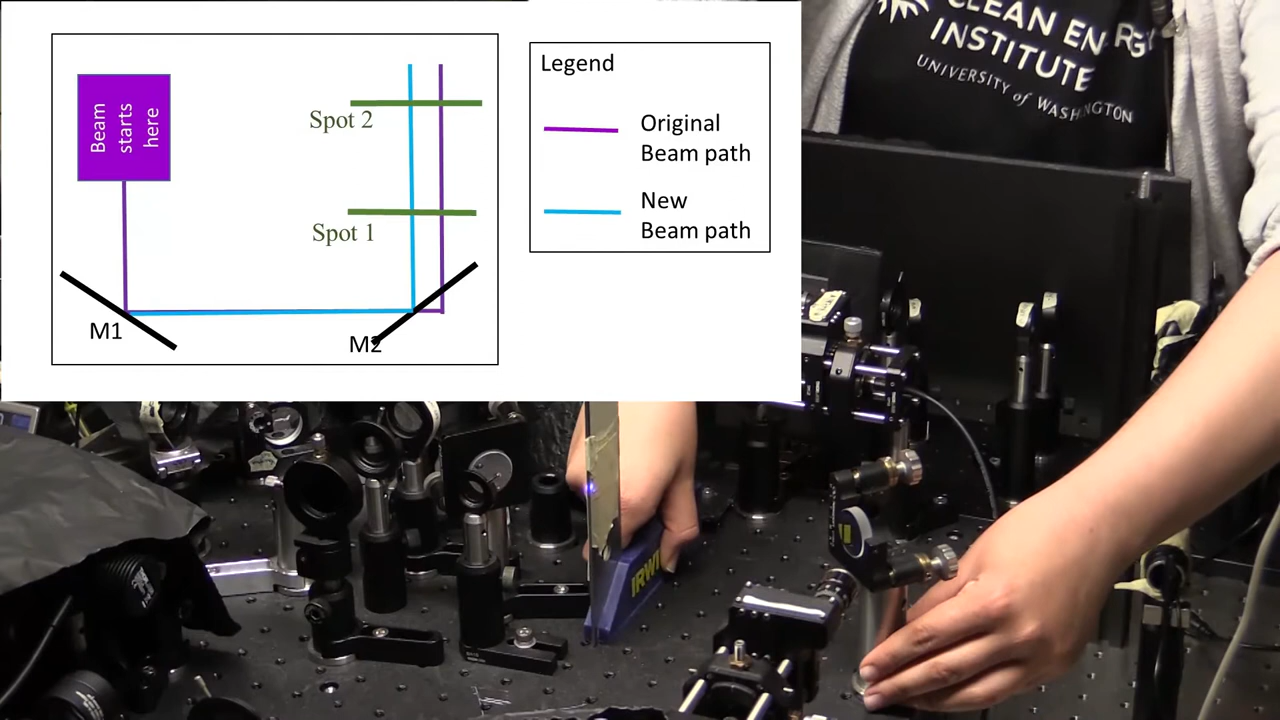 Beam
starts
here
Spot 2
Spot 1
M1
M2
Legend
Original
Beam path
New
Beam path
CLEAN ENERGY
INSTITUTE
UNIVERSITY of WASHINGTON
IRWI